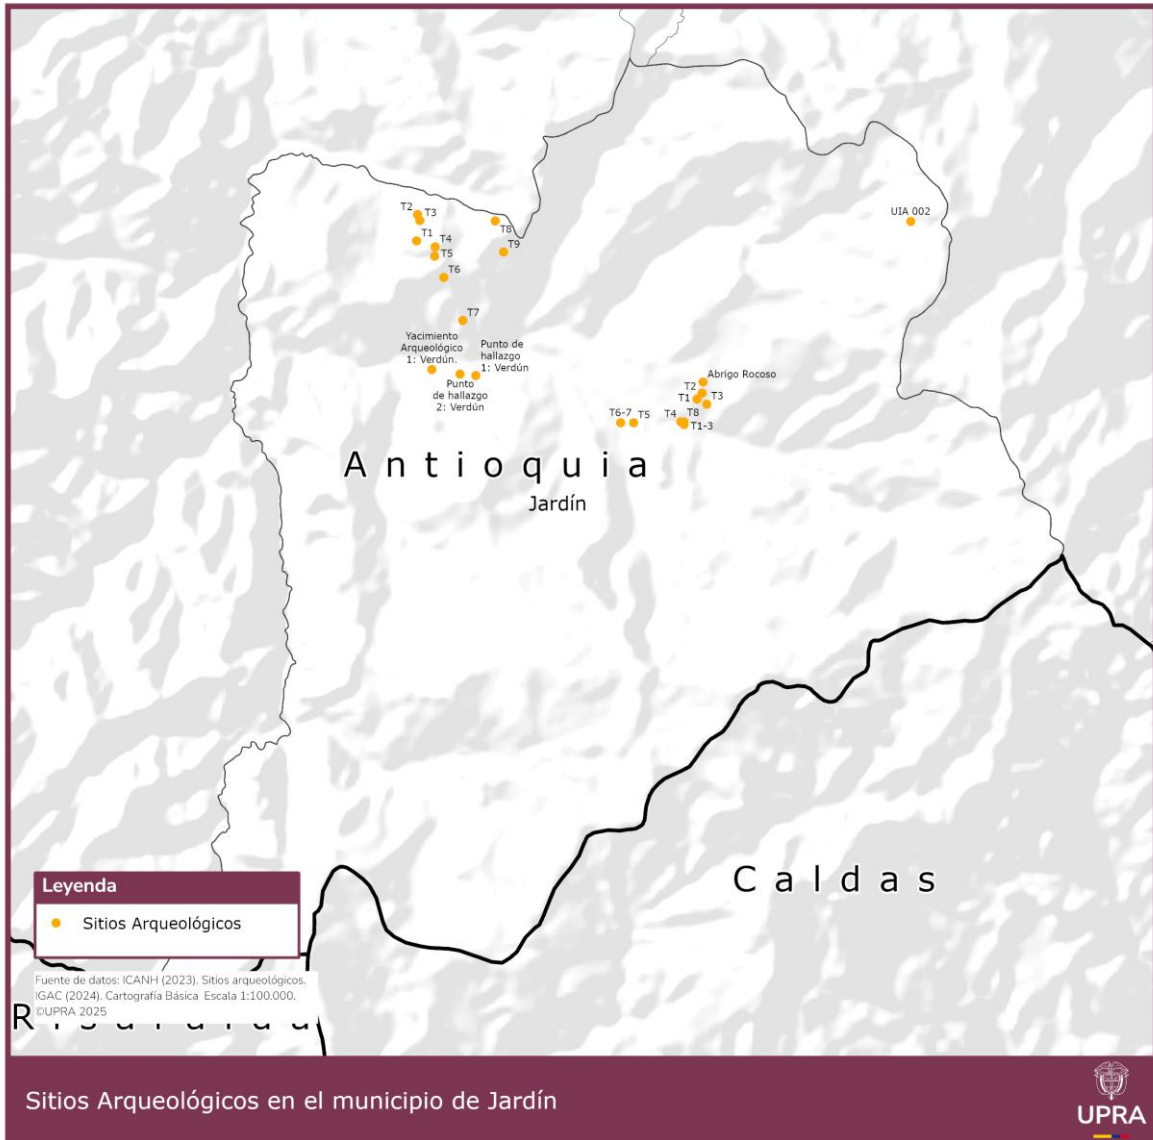 UIA 002
T2
T3
T8
T1
T4
T5
T9
T6
T7
Yacimiento
Arqueológico
1: Verdún.
Punto de
hallazgo
1: Verdún
Punto
de hallazgo
2: Verdún
Abrigo Rocoso
T2
T1
T3
T6-7
T5
T4
T8
T1-3
Antioquia
Jardín
Caldas
Leyenda
Sitios Arqueológicos
Fuente de datos: ICANH (2023). Sitios arqueológicos.
IGAC (2024). Cartografía Básica Escala 1:100.000.
©UPRA 2025
Risaralda
Sitios Arqueológicos en el municipio de Jardín
UPRA